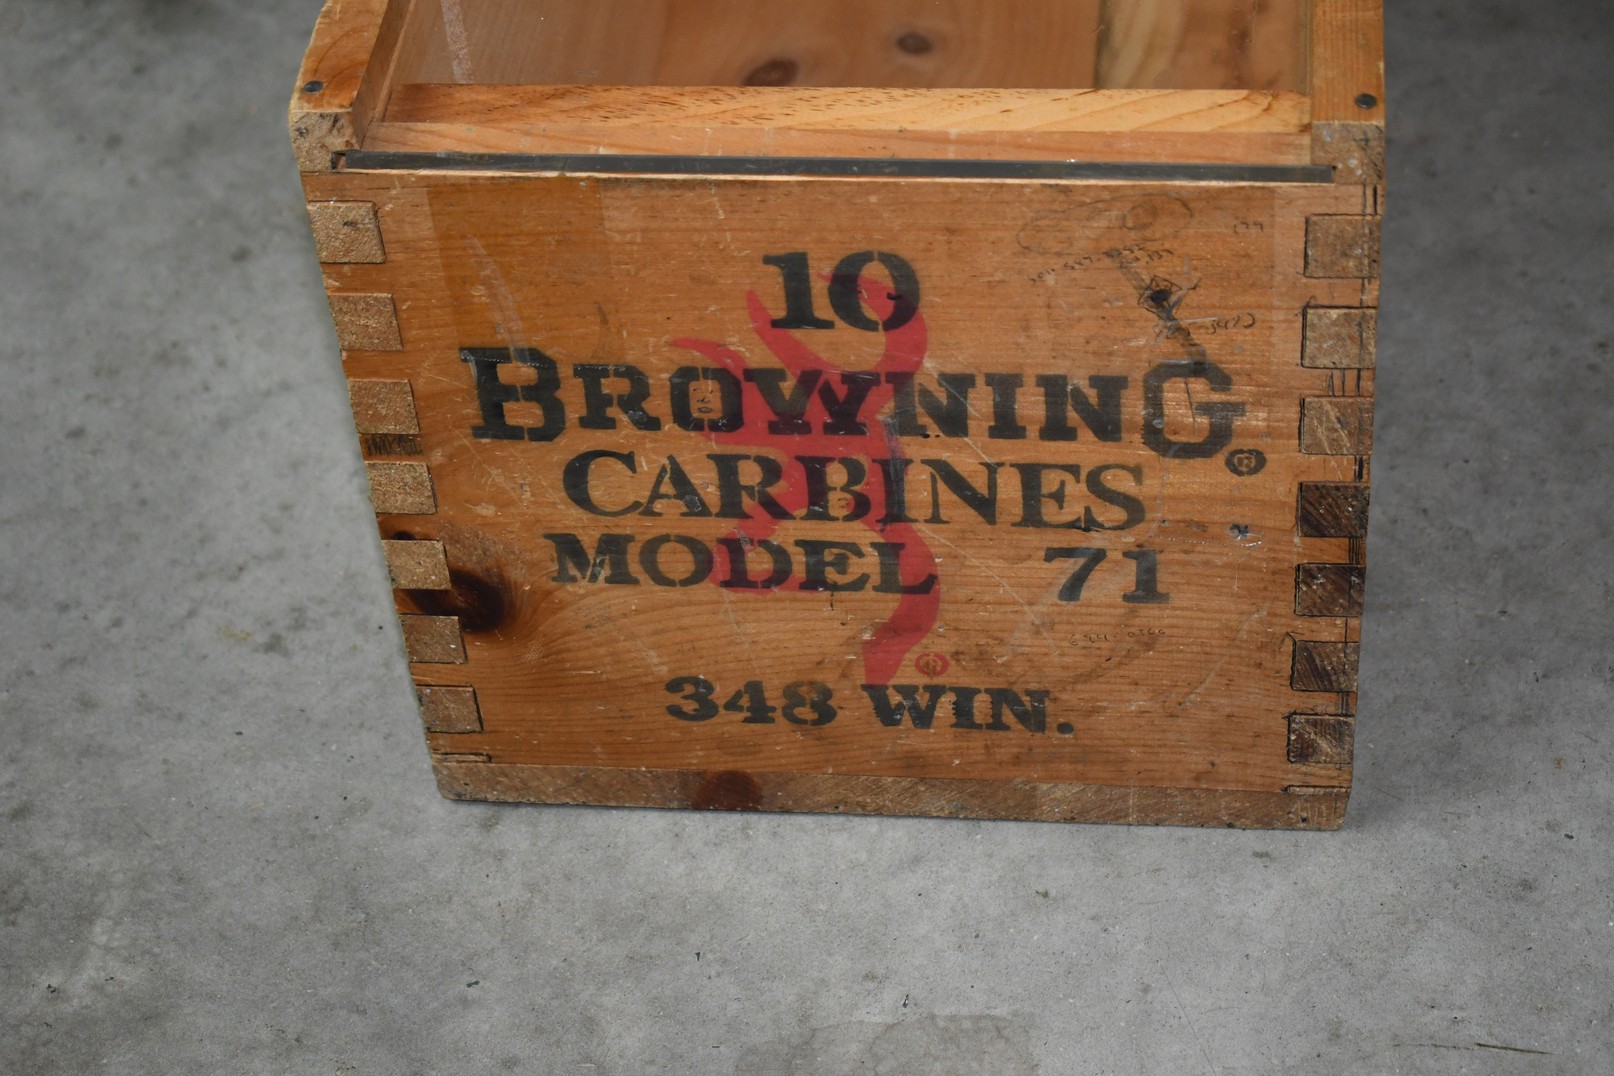 10
BROWNING®
CARBINES
MODEL 71
®
348 WIN.